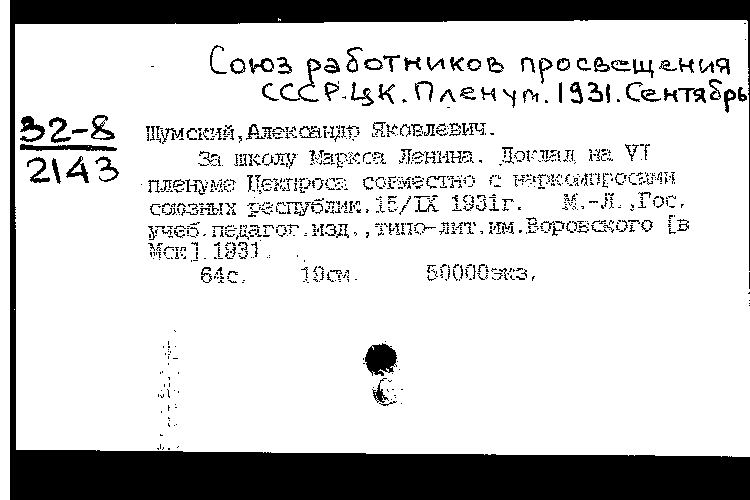 Союз работников просвещения
СССР. ЦК. Пленум. 1931. Сентябрь
32-8
2143
Шумский, Александр Яковлевич.
За школу Маркса Ленина. Доклад на VI
пленуме Цекпроса совместно с наркомпросами
союзных республик. 15/IX 1931г. М.-Л., Гос.
учеб. педагог. изд., типо-лит. им. Воровского [в
Мск]. 1931.
64с. 19см. 50000экз.